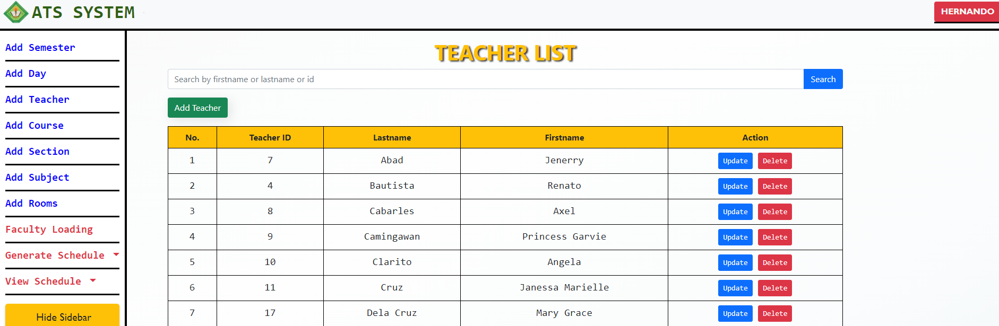 ATS SYSTEM
HERNANDO
Add Semester
Add Day
Add Teacher
Add Course
Add Section
Add Subject
Add Rooms
Faculty Loading
Generate Schedule
View Schedule
Hide Sidebar
TEACHER LIST
Search by firstname or lastname or id
Search
Add Teacher
No. Teacher ID Lastname Firstname Action
1 7 Abad Jenerry Update Delete
2 4 Bautista Renato Update Delete
3 8 Cabarles Axel Update Delete
4 9 Camingawan Princess Garvie Update Delete
5 10 Clarito Angela Update Delete
6 11 Cruz Janessa Marielle Update Delete
7 17 Dela Cruz Mary Grace Update Delete